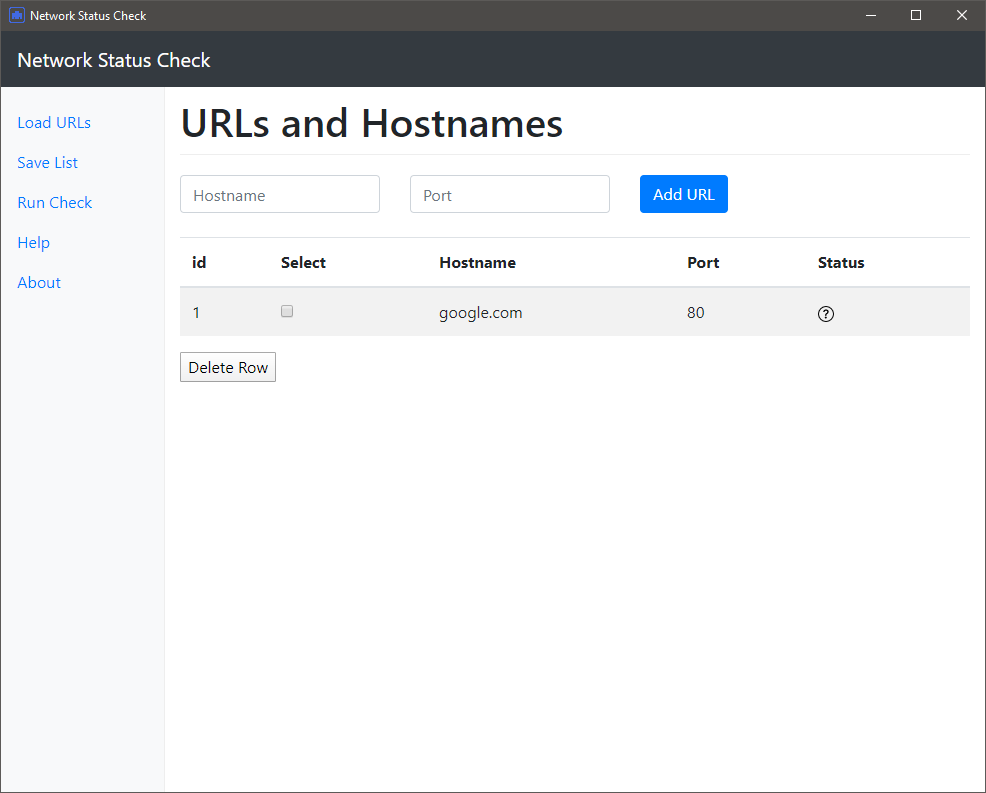 Network Status Check
Network Status Check
Load URLs
Save List
Run Check
Help
About
URLs and Hostnames
Hostname Port Add URL
id Select Hostname Port Status
1 google.com 80 ?
Delete Row